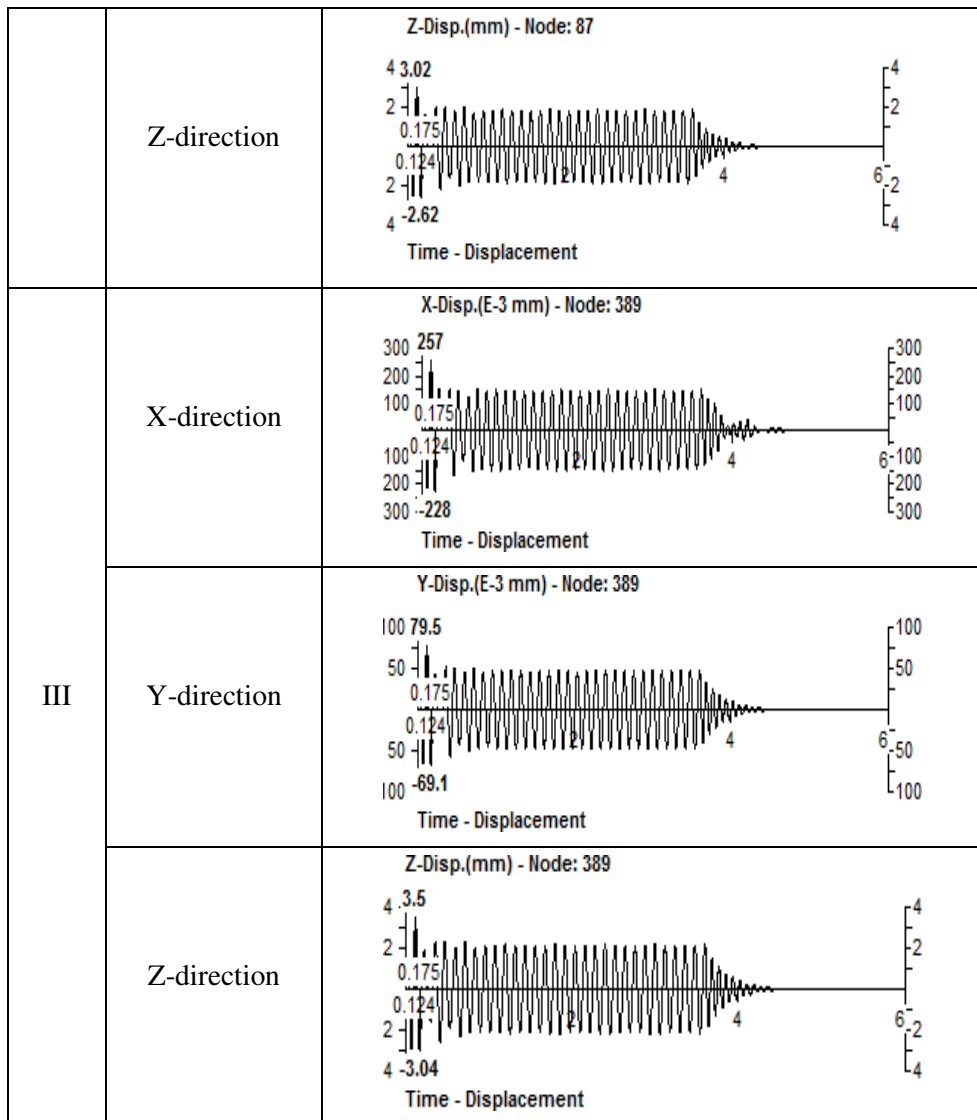 Z-direction
Z-Disp.(mm) - Node: 87
4 3.02 4
2 2
0.175
0.124 2 4 6
2 2
4 -2.62 4
Time - Displacement
III
X-direction
X-Disp.(E-3 mm) - Node: 389
300 257 300
200 200
100 0.175 100
100 0.124 2 4 6 100
200 200
300 -228 300
Time - Displacement
Y-direction
Y-Disp.(E-3 mm) - Node: 389
100 79.5 100
50 50
0.175
0.124 2 4 6
50 50
100 -69.1 100
Time - Displacement
Z-direction
Z-Disp.(mm) - Node: 389
4 3.5 4
2 2
0.175
0.124 2 4 6
2 2
4 -3.04 4
Time - Displacement